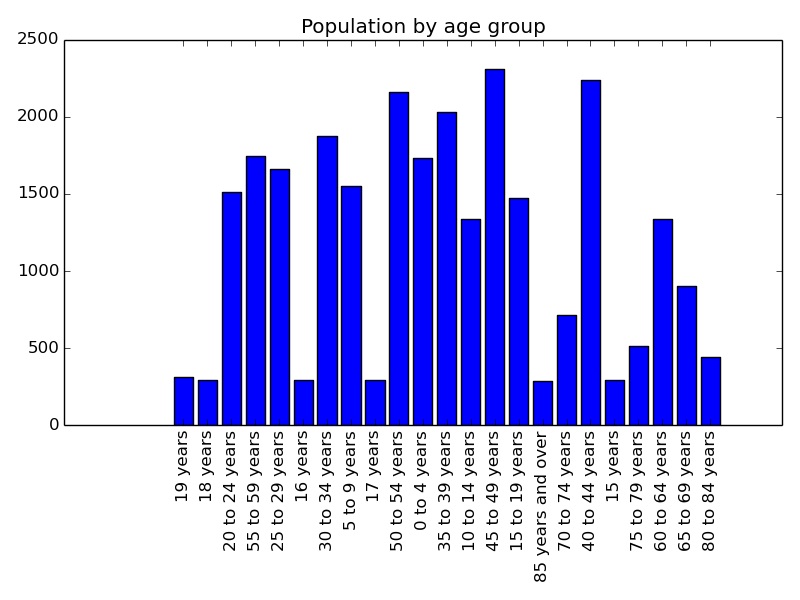 Population by age group
2500
2000
1500
1000
500
0
19 years
18 years
20 to 24 years
55 to 59 years
25 to 29 years
16 years
30 to 34 years
5 to 9 years
17 years
50 to 54 years
0 to 4 years
35 to 39 years
10 to 14 years
45 to 49 years
15 to 19 years
85 years and over
70 to 74 years
40 to 44 years
15 years
75 to 79 years
60 to 64 years
65 to 69 years
80 to 84 years